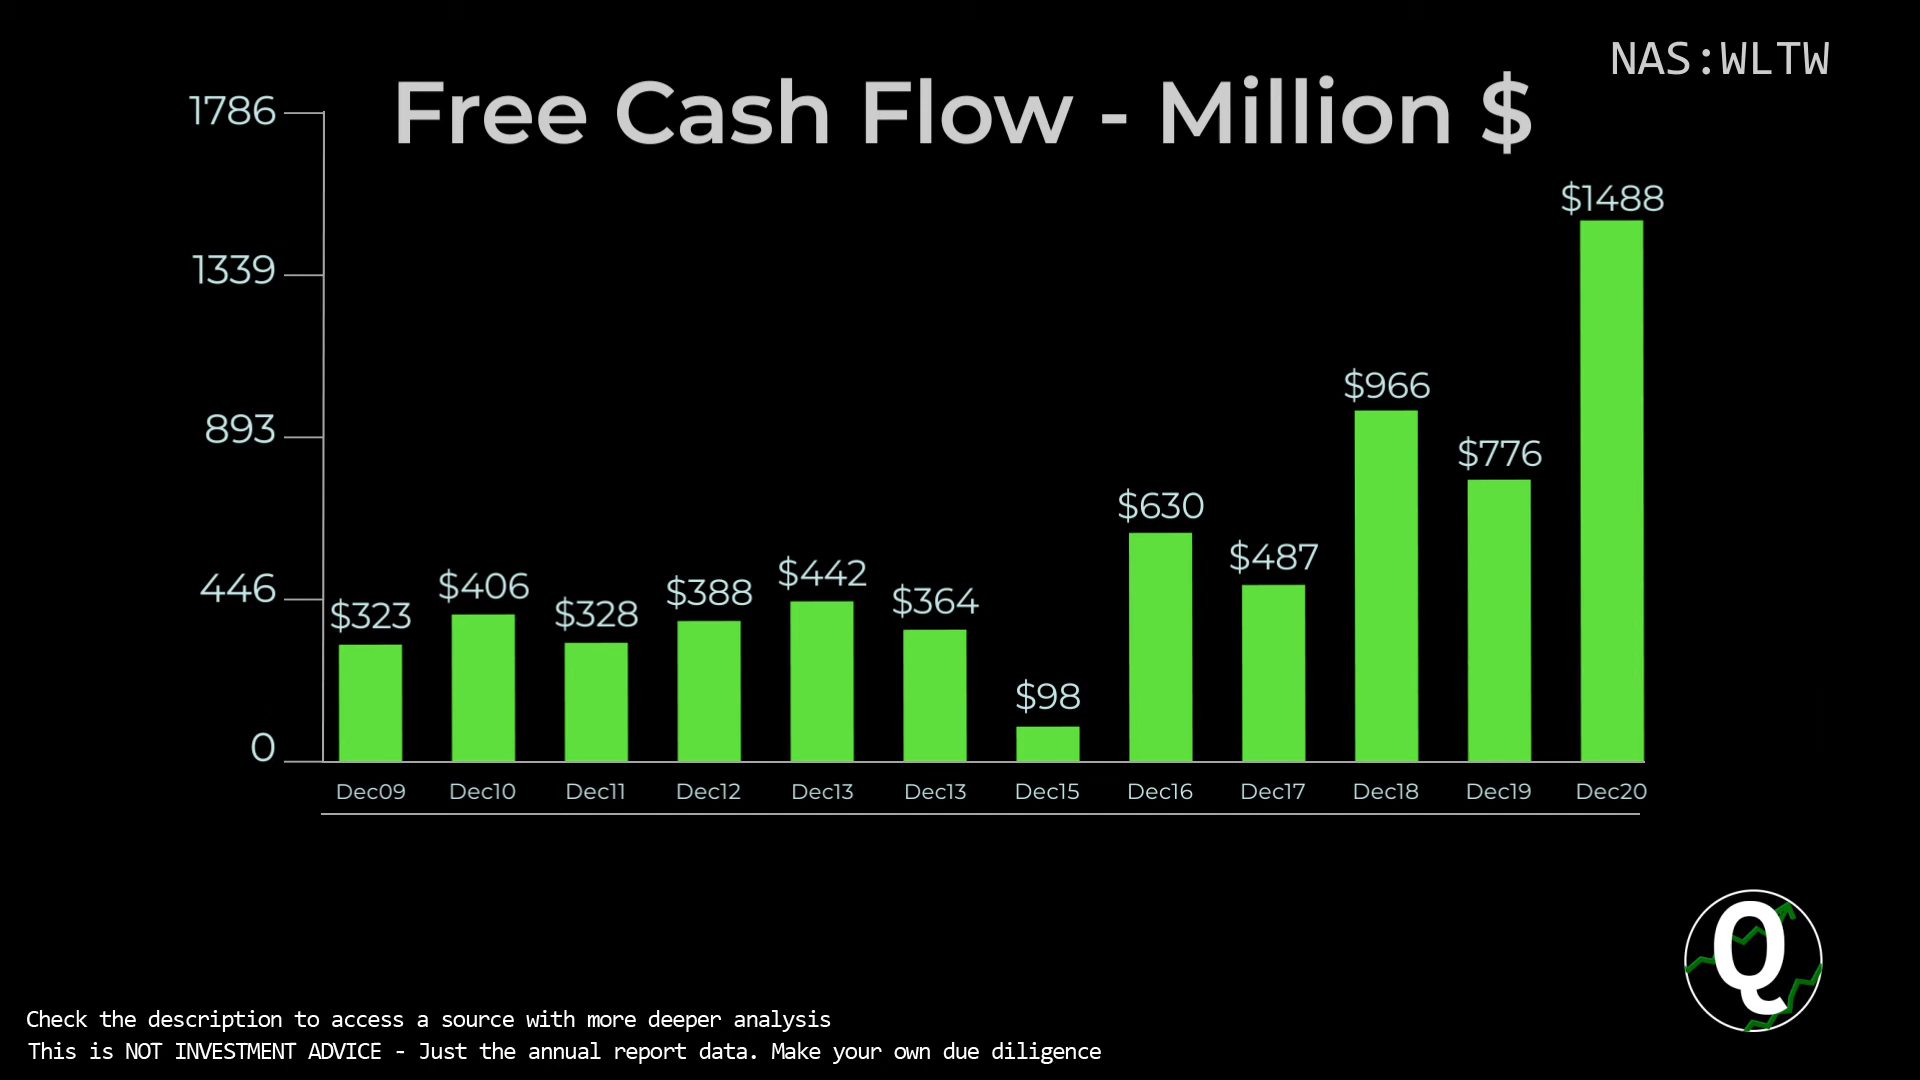 NAS:WLTW
Free Cash Flow - Million $
1786
1339
893
446
0
$323
$406
$328
$388
$442
$364
$98
$630
$487
$966
$776
$1488
Dec09 Dec10 Dec11 Dec12 Dec13 Dec13 Dec15 Dec16 Dec17 Dec18 Dec19 Dec20
Q
Check the description to access a source with more deeper analysis
This is NOT INVESTMENT ADVICE - Just the annual report data. Make your own due diligence